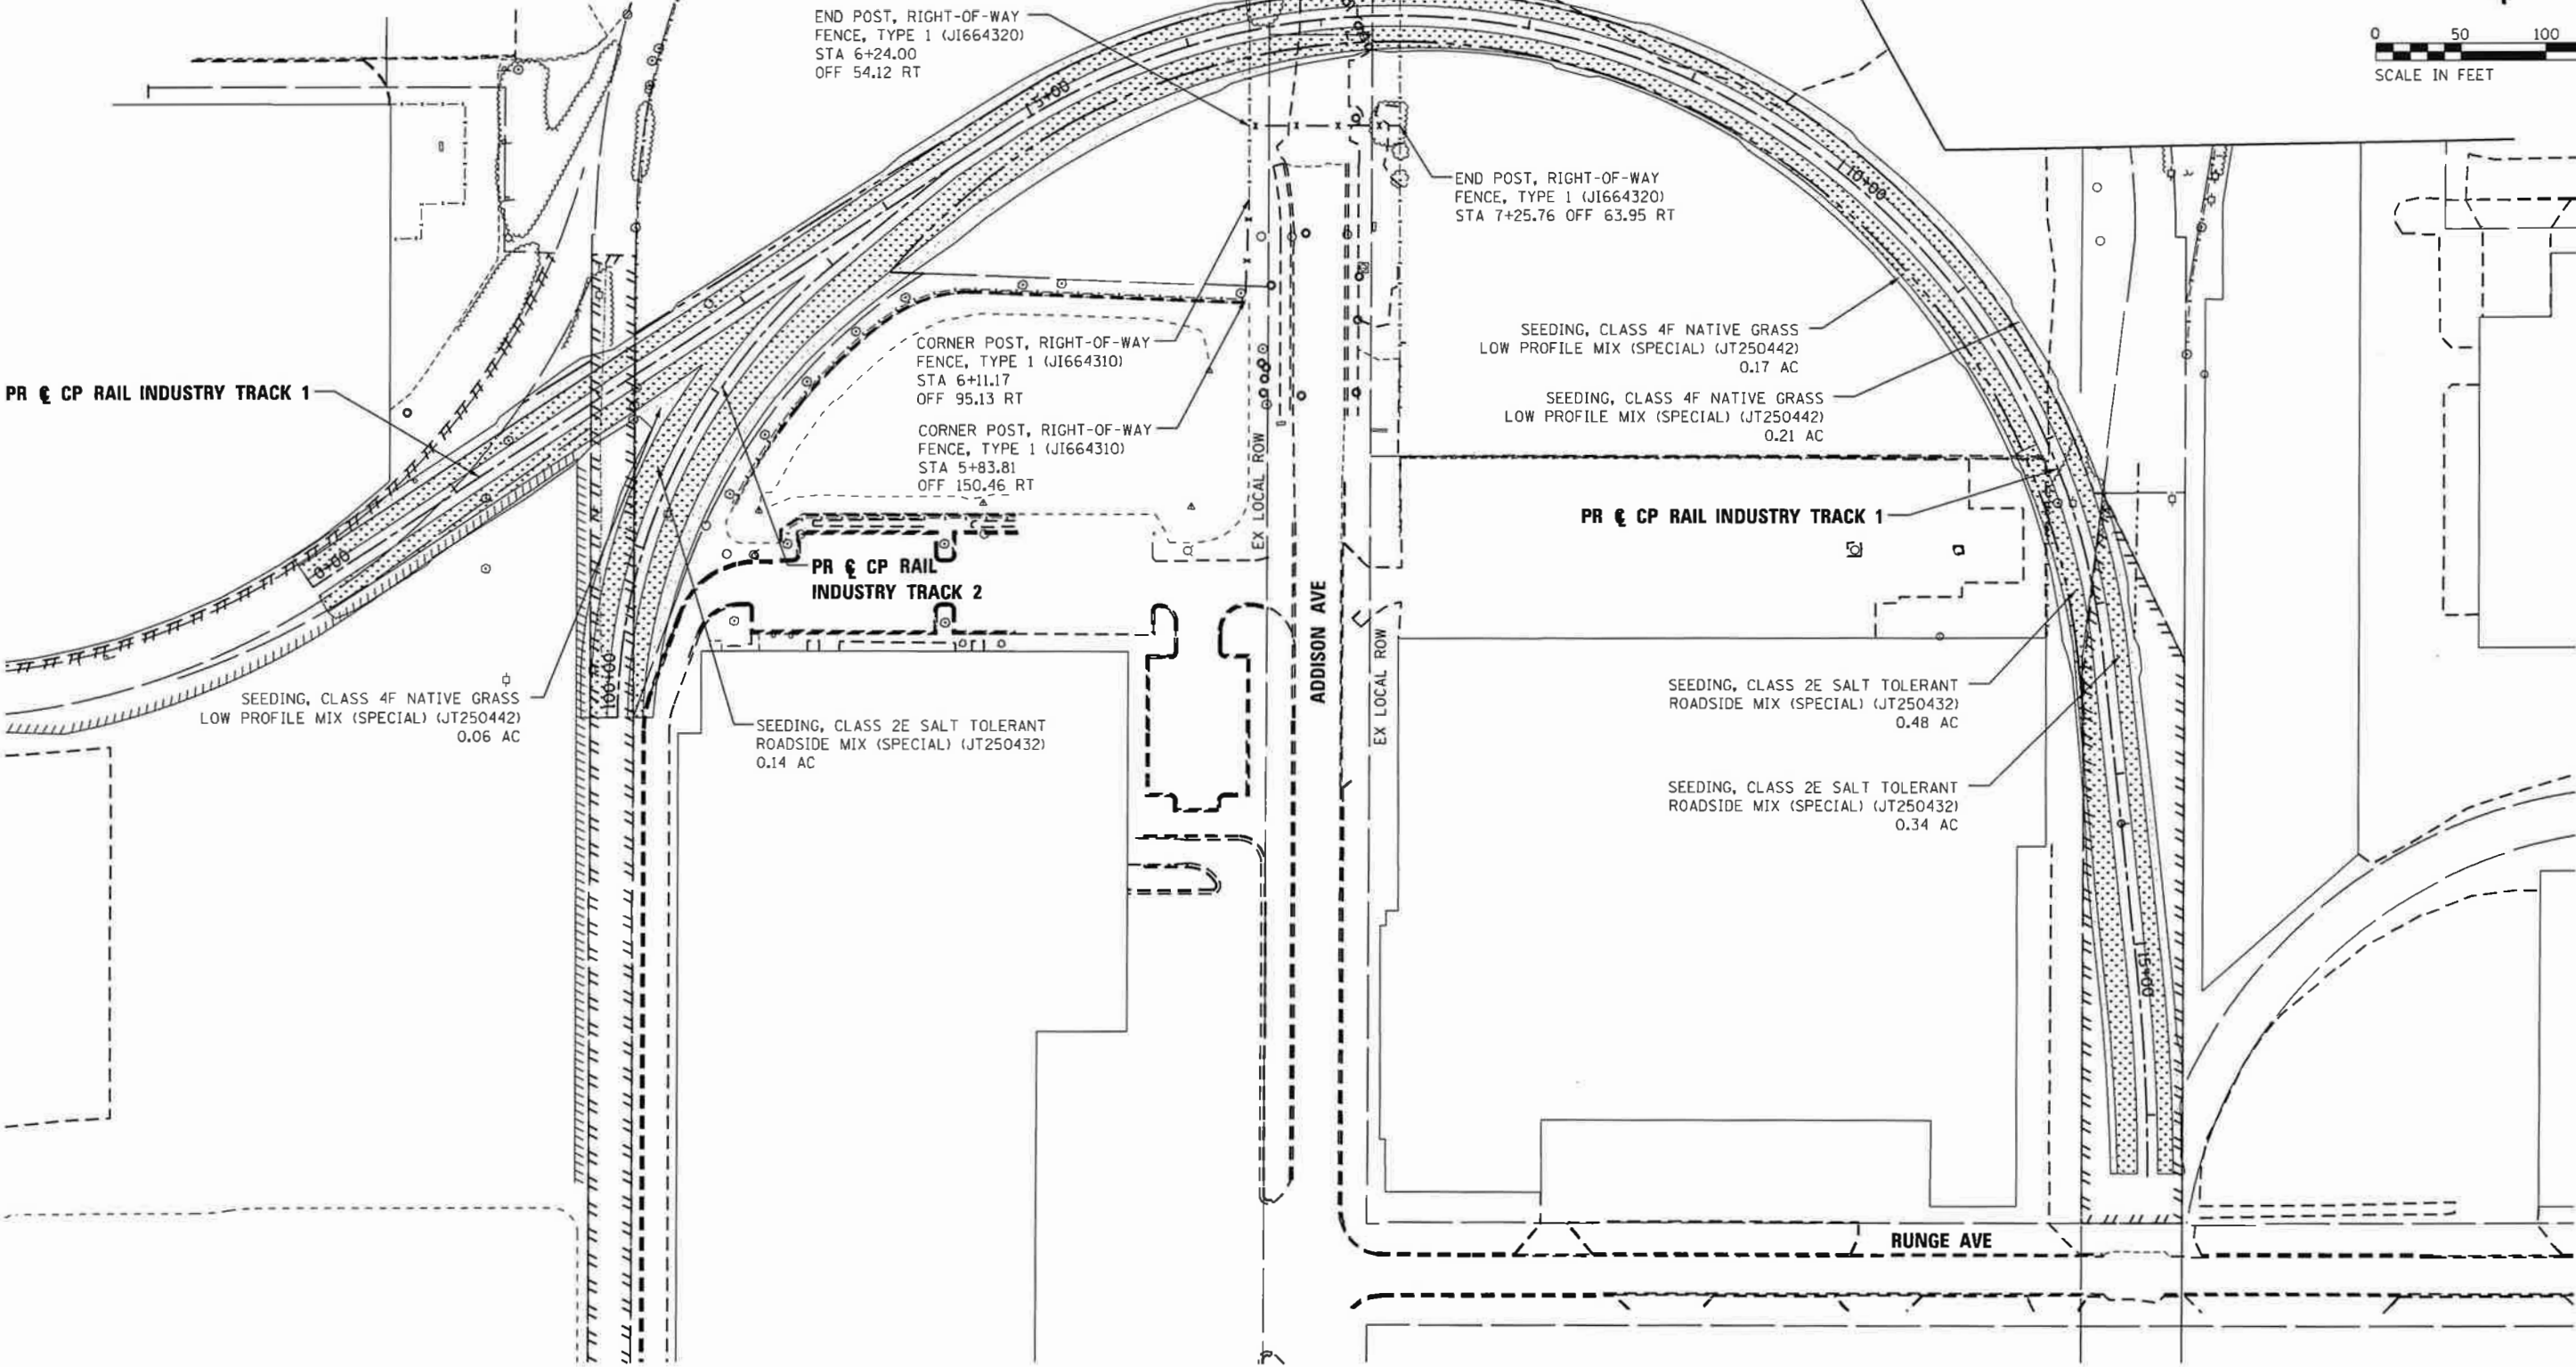 END POST, RIGHT-OF-WAY
FENCE, TYPE 1 (JI664320)
STA 6+24.00
OFF 54.12 RT
0 50 100
SCALE IN FEET
5+00
10+00
END POST, RIGHT-OF-WAY
FENCE, TYPE 1 (JI664320)
STA 7+25.76 OFF 63.95 RT
CORNER POST, RIGHT-OF-WAY
FENCE, TYPE 1 (JI664310)
STA 6+11.17
OFF 95.13 RT
CORNER POST, RIGHT-OF-WAY
FENCE, TYPE 1 (JI664310)
STA 5+83.81
OFF 150.46 RT
SEEDING, CLASS 4F NATIVE GRASS
LOW PROFILE MIX (SPECIAL) (JT250442)
0.17 AC
SEEDING, CLASS 4F NATIVE GRASS
LOW PROFILE MIX (SPECIAL) (JT250442)
0.21 AC
PR ℄ CP RAIL INDUSTRY TRACK 1
EX LOCAL ROW
PR ℄ CP RAIL INDUSTRY TRACK 1
0+00
PR ℄ CP RAIL
INDUSTRY TRACK 2
ADDISON AVE
EX LOCAL ROW
100+00
SEEDING, CLASS 4F NATIVE GRASS
LOW PROFILE MIX (SPECIAL) (JT250442)
0.06 AC
SEEDING, CLASS 2E SALT TOLERANT
ROADSIDE MIX (SPECIAL) (JT250432)
0.14 AC
SEEDING, CLASS 2E SALT TOLERANT
ROADSIDE MIX (SPECIAL) (JT250432)
0.48 AC
SEEDING, CLASS 2E SALT TOLERANT
ROADSIDE MIX (SPECIAL) (JT250432)
0.34 AC
15+00
RUNGE AVE